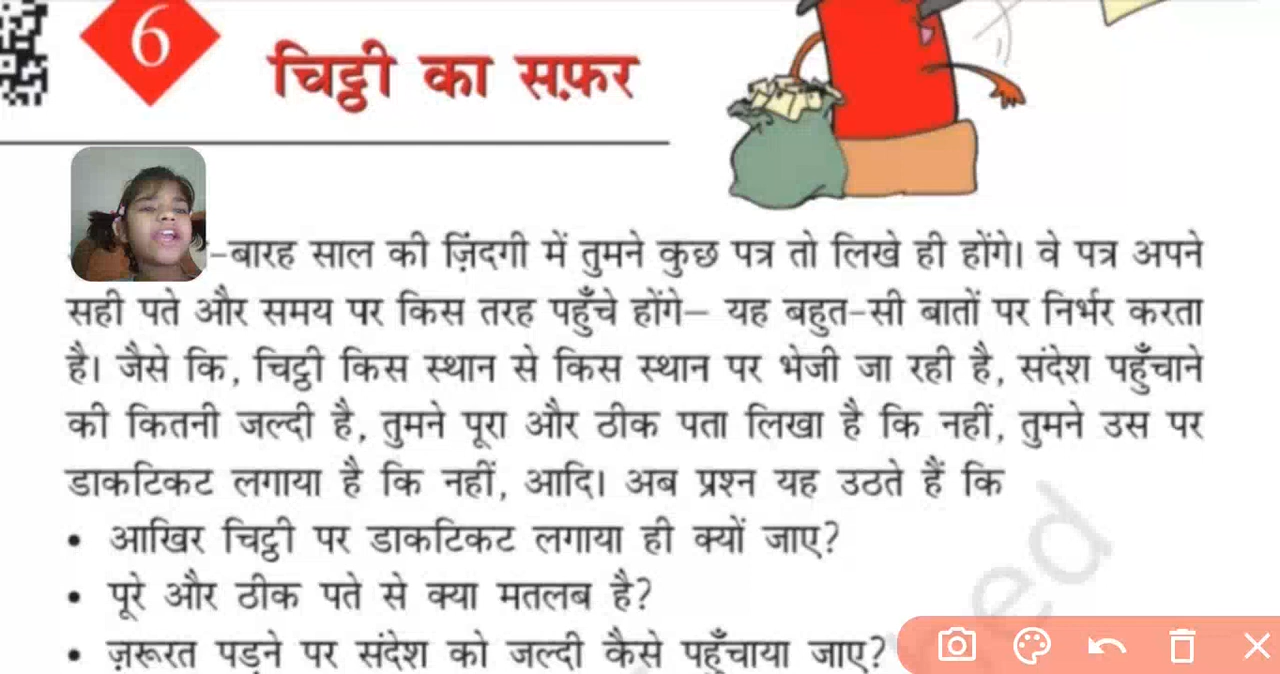 6
चिट्ठी का सफ़र
-बारह साल की ज़िंदगी में तुमने कुछ पत्र तो लिखे ही होंगे। वे पत्र अपने
सही पते और समय पर किस तरह पहुँचे होंगे– यह बहुत-सी बातों पर निर्भर करता
है। जैसे कि, चिट्ठी किस स्थान से किस स्थान पर भेजी जा रही है, संदेश पहुँचाने
की कितनी जल्दी है, तुमने पूरा और ठीक पता लिखा है कि नहीं, तुमने उस पर
डाकटिकट लगाया है कि नहीं, आदि। अब प्रश्न यह उठते हैं कि
• आखिर चिट्ठी पर डाकटिकट लगाया ही क्यों जाए?
• पूरे और ठीक पते से क्या मतलब है?
• ज़रूरत पड़ने पर संदेश को जल्दी कैसे पहुँचाया जाए?